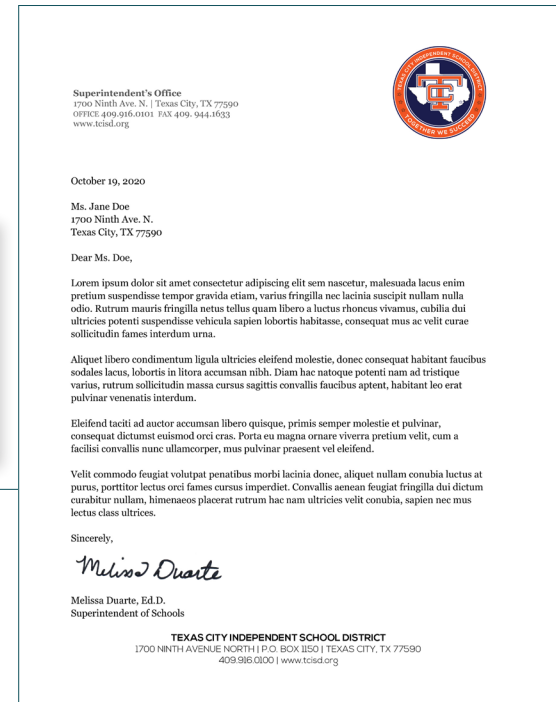 Superintendent's Office
1700 Ninth Ave. N. | Texas City, TX 77590
OFFICE 409.916.0101 FAX 409. 944.1633
www.tcisd.org
TEXAS CITY INDEPENDENT SCHOOL DISTRICT
TC
TOGETHER WE SUCCEED
October 19, 2020
Ms. Jane Doe
1700 Ninth Ave. N.
Texas City, TX 77590
Dear Ms. Doe,
Lorem ipsum dolor sit amet consectetur adipiscing elit sem nascetur, malesuada lacus enim
pretium suspendisse tempor gravida etiam, varius fringilla nec lacinia suscipit nullam nulla
odio. Rutrum mauris fringilla netus tellus quam libero a luctus rhoncus vivamus, cubilia dui
ultricies potenti suspendisse vehicula sapien lobortis habitasse, consequat mus ac velit curae
sollicitudin fames interdum urna.
Aliquet libero condimentum ligula ultricies eleifend molestie, donec consequat habitant faucibus
sodales lacus, lobortis in litora accumsan nibh. Diam hac natoque potenti nam ad tristique
varius, rutrum sollicitudin massa cursus sagittis convallis faucibus aptent, habitant leo erat
pulvinar venenatis interdum.
Eleifend taciti ad auctor accumsan libero quisque, primis semper molestie et pulvinar,
consequat dictumst euismod orci cras. Porta eu magna ornare viverra pretium velit, cum a
facilisi convallis nunc ullamcorper, mus pulvinar praesent vel eleifend.
Velit commodo feugiat volutpat penatibus morbi lacinia donec, aliquet nullam conubia luctus at
purus, porttitor lectus orci fames cursus imperdiet. Convallis aenean feugiat fringilla dui dictum
curabitur nullam, himenaeos placerat rutrum hac nam ultricies velit conubia, sapien nec mus
lectus class ultrices.
Sincerely,
Melissa Duarte
Melissa Duarte, Ed.D.
Superintendent of Schools
TEXAS CITY INDEPENDENT SCHOOL DISTRICT
1700 NINTH AVENUE NORTH | P.O. BOX 1150 | TEXAS CITY, TX 77590
409.916.0100 | www.tcisd.org